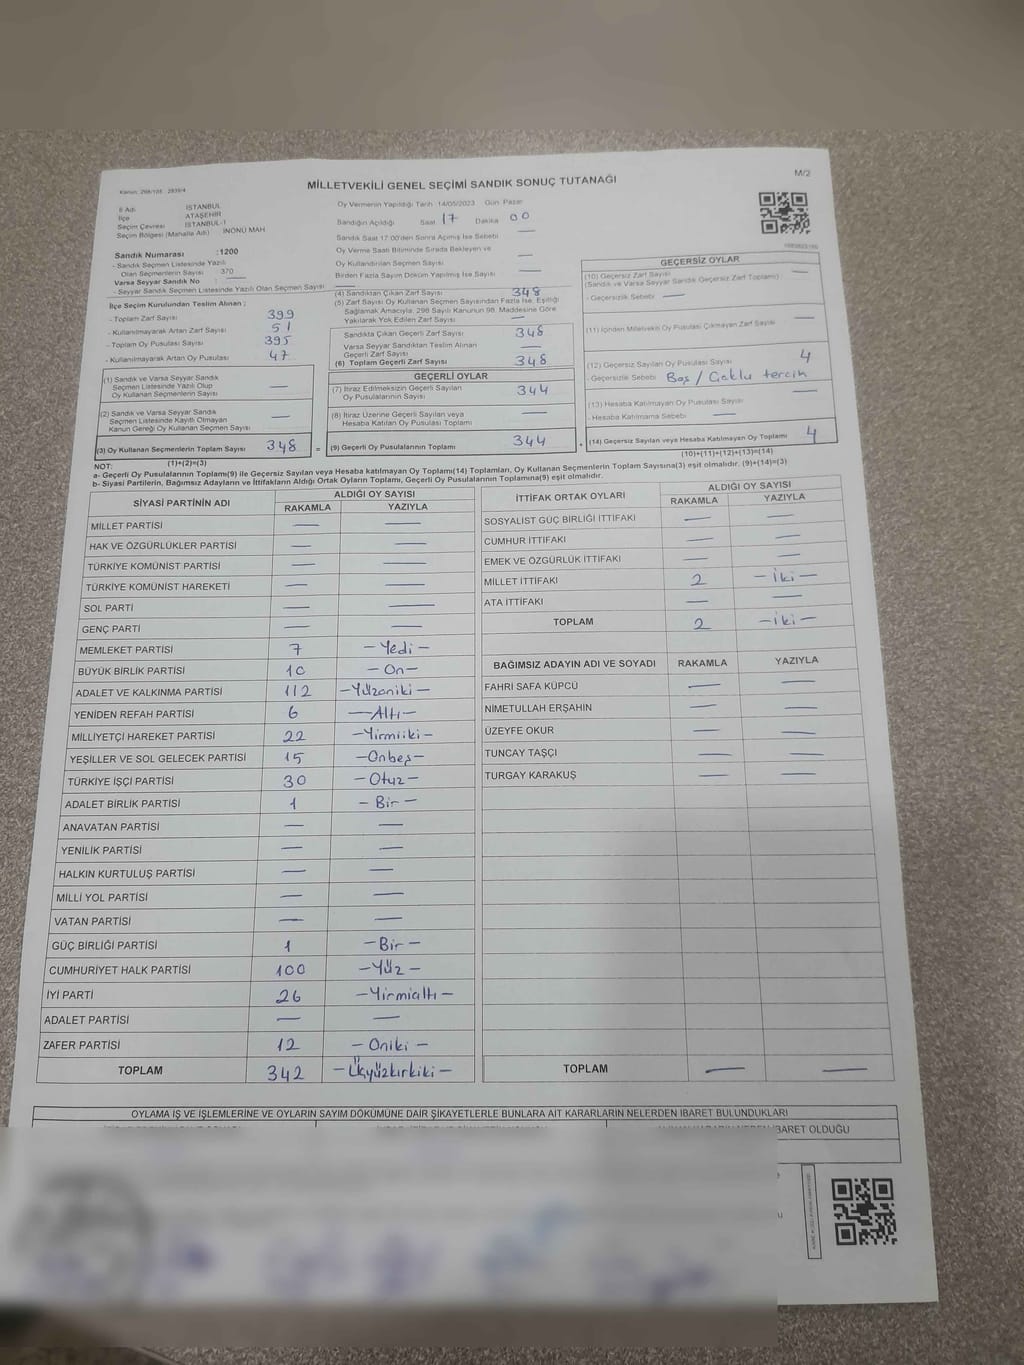 MİLLETVEKİLİ GENEL SEÇİMİ SANDIK SONUÇ TUTANAĞI
M/2
İl Adı İSTANBUL
İlçe ATAŞEHİR
Seçim Çevresi İSTANBUL-1
Seçim Bölgesi (Mahalle Adı) İNÖNÜ MAH
Sandık Numarası :1200
- Sandık Seçmen Listesinde Yazılı
Olan Seçmenlerin Sayısı 370
Varsa Seyyar Sandık No : —
- Seyyar Sandık Seçmen Listesinde Yazılı Olan Seçmen Sayısı —
Oy Vermenin Yapıldığı Tarih 14/05/2023 Gün Pazar
Sandığın Açıldığı Saat 17 Dakika 00
Sandık Saat 17:00'den Sonra Açılmış İse Sebebi —
Oy Verme Saati Bitiminde Sırada Bekleyen ve
Oy Kullandırılan Seçmen Sayısı —
Birden Fazla Sayım Döküm Yapılmış İse Sayısı —
İlçe Seçim Kurulundan Teslim Alınan ;
- Toplam Zarf Sayısı 399
- Kullanılmayarak Artan Zarf Sayısı 51
- Toplam Oy Pusulası Sayısı 395
- Kullanılmayarak Artan Oy Pusulası 47
(1) Sandık ve Varsa Seyyar Sandık
Seçmen Listesinde Yazılı Olup
Oy Kullanan Seçmenlerin Sayısı —
(2) Sandık ve Varsa Seyyar Sandık
Seçmen Listesinde Kayıtlı Olmayan
Kanun Gereği Oy Kullanan Seçmen Sayısı —
(3) Oy Kullanan Seçmenlerin Toplam Sayısı 348 =
(1)+(2)=(3)
(4) Sandıktan Çıkan Zarf Sayısı 348
(5) Zarf Sayısı Oy Kullanan Seçmen Sayısından Fazla İse, Eşitliği
Sağlamak Amacıyla, 298 Sayılı Kanunun 98. Maddesine Göre
Yakılarak Yok Edilen Zarf Sayısı —
Sandıkta Çıkan Geçerli Zarf Sayısı 348
Varsa Seyyar Sandıktan Teslim Alınan
Geçerli Zarf Sayısı —
(6) Toplam Geçerli Zarf Sayısı 348
GEÇERLİ OYLAR
(7) İtiraz Edilmeksizin Geçerli Sayılan
Oy Pusulalarının Sayısı 344
(8) İtiraz Üzerine Geçerli Sayılan veya
Hesaba Katılan Oy Pusulası Toplamı —
(9) Geçerli Oy Pusulalarının Toplamı 344 +
GEÇERSİZ OYLAR
(10) Geçersiz Zarf Sayısı —
(Sandık ve Varsa Seyyar Sandık Geçersiz Zarf Toplamı)
- Geçersizlik Sebebi —
(11) İçinden Milletvekili Oy Pusulası Çıkmayan Zarf Sayısı —
(12) Geçersiz Sayılan Oy Pusulası Sayısı 4
- Geçersizlik Sebebi Boş / Çoklu tercih
(13) Hesaba Katılmayan Oy Pusulası Sayısı —
- Hesaba Katılmama Sebebi —
(14) Geçersiz Sayılan veya Hesaba Katılmayan Oy Toplamı 4
(10)+(11)+(12)+(13)=(14)
NOT:
a- Geçerli Oy Pusulalarının Toplamı(9) ile Geçersiz Sayılan veya Hesaba katılmayan Oy Toplamı(14) Toplamları, Oy Kullanan Seçmenlerin Toplam Sayısına(3) eşit olmalıdır. (9)+(14)=(3)
b- Siyasi Partilerin, Bağımsız Adayların ve İttifakların Aldığı Ortak Oyların Toplamı, Geçerli Oy Pusulalarının Toplamına(9) eşit olmalıdır.
SİYASİ PARTİNİN ADI ALDIĞI OY SAYISI
RAKAMLA YAZIYLA
MİLLET PARTİSİ — —
HAK VE ÖZGÜRLÜKLER PARTİSİ — —
TÜRKİYE KOMÜNİST PARTİSİ — —
TÜRKİYE KOMÜNİST HAREKETİ — —
SOL PARTİ — —
GENÇ PARTİ — —
MEMLEKET PARTİSİ 7 – Yedi –
BÜYÜK BİRLİK PARTİSİ 10 – On –
ADALET VE KALKINMA PARTİSİ 112 – Yüzoniki –
YENİDEN REFAH PARTİSİ 6 – Altı –
MİLLİYETÇİ HAREKET PARTİSİ 22 – Yirmiiki –
YEŞİLLER VE SOL GELECEK PARTİSİ 15 – Onbeş –
TÜRKİYE İŞÇİ PARTİSİ 30 – Otuz –
ADALET BİRLİK PARTİSİ 1 – Bir –
ANAVATAN PARTİSİ — —
YENİLİK PARTİSİ — —
HALKIN KURTULUŞ PARTİSİ — —
MİLLİ YOL PARTİSİ — —
VATAN PARTİSİ — —
GÜÇ BİRLİĞİ PARTİSİ 1 – Bir –
CUMHURİYET HALK PARTİSİ 100 – Yüz –
İYİ PARTİ 26 – Yirmialtı –
ADALET PARTİSİ — —
ZAFER PARTİSİ 12 – Oniki –
TOPLAM 342 – Üçyüzkırkiki –
İTTİFAK ORTAK OYLARI ALDIĞI OY SAYISI
RAKAMLA YAZIYLA
SOSYALİST GÜÇ BİRLİĞİ İTTİFAKI — —
CUMHUR İTTİFAKI — —
EMEK VE ÖZGÜRLÜK İTTİFAKI — —
MİLLET İTTİFAKI 2 – İki –
ATA İTTİFAKI — —
TOPLAM 2 – İki –
BAĞIMSIZ ADAYIN ADI VE SOYADI RAKAMLA YAZIYLA
FAHRİ SAFA KÜPCÜ — —
NİMETULLAH ERŞAHİN — —
ÜZEYFE OKUR — —
TUNCAY TAŞÇI — —
TURGAY KARAKUŞ — —
TOPLAM — —
OYLAMA İŞ VE İŞLEMLERİNE VE OYLARIN SAYIM DÖKÜMÜNE DAİR ŞİKAYETLERLE BUNLARA AİT KARARLARIN NELERDEN İBARET BULUNDUKLARI
İBARET OLDUĞU